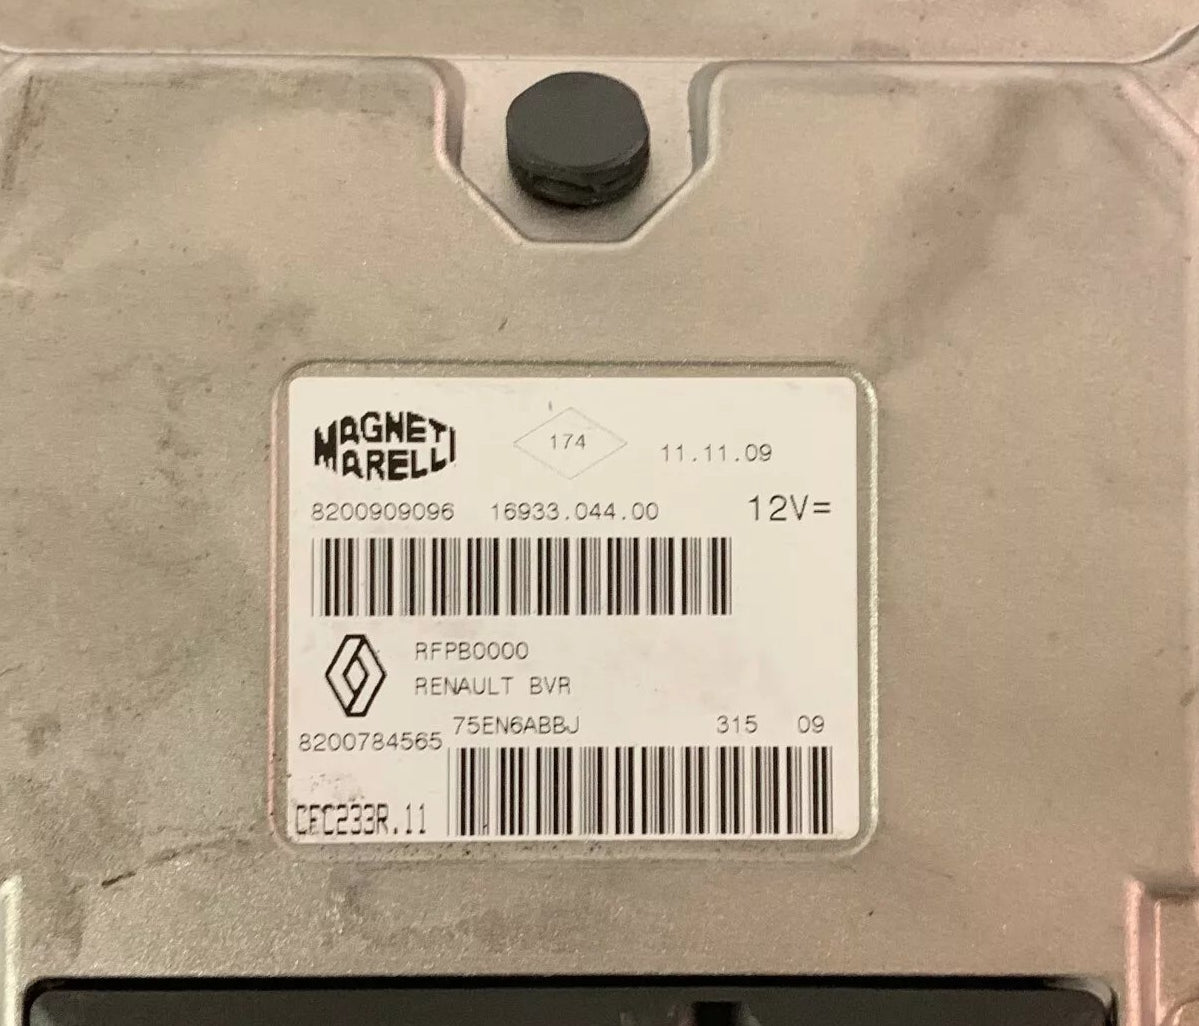 MAGNETI
MARELLI
174
11.11.09
8200909096 16933.044.00 12V=
RFPB0000
RENAULT BVR
75EN6ABBJ 315 09
8200784565
CFC233R.11